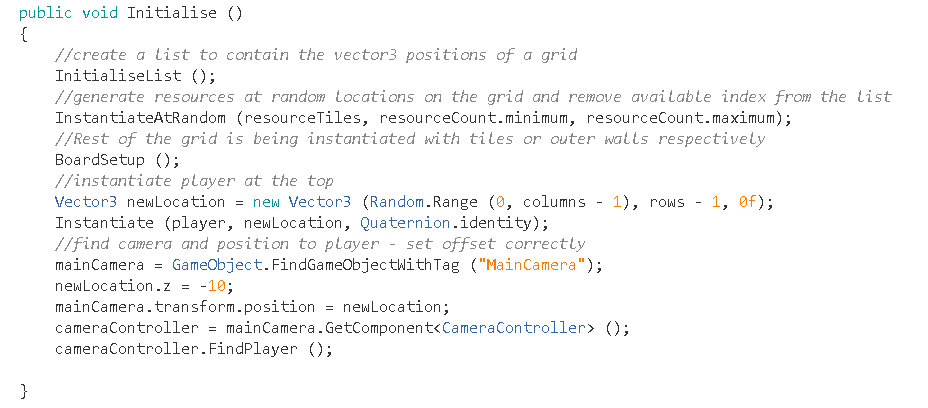 public void Initialise ()
{
    //create a list to contain the vector3 positions of a grid
    InitialiseList ();
    //generate resources at random locations on the grid and remove available index from the list
    InstantiateAtRandom (resourceTiles, resourceCount.minimum, resourceCount.maximum);
    //Rest of the grid is being instantiated with tiles or outer walls respectively
    BoardSetup ();
    //instantiate player at the top
    Vector3 newLocation = new Vector3 (Random.Range (0, columns - 1), rows - 1, 0f);
    Instantiate (player, newLocation, Quaternion.identity);
    //find camera and position to player - set offset correctly
    mainCamera = GameObject.FindGameObjectWithTag ("MainCamera");
    newLocation.z = -10;
    mainCamera.transform.position = newLocation;
    cameraController = mainCamera.GetComponent<CameraController> ();
    cameraController.FindPlayer ();

}